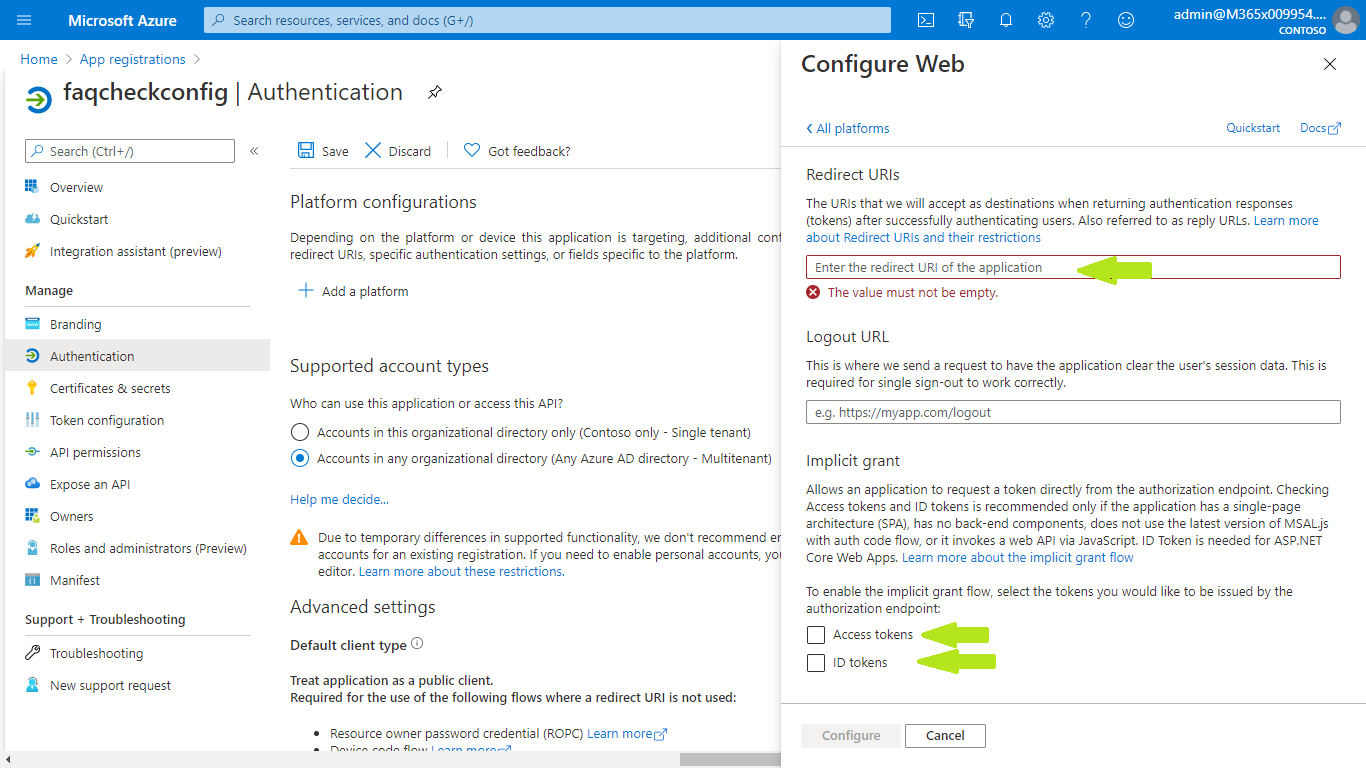 Microsoft Azure
Search resources, services, and docs (G+/)
admin@M365x009954....
CONTOSO
Home > App registrations >
faqcheckconfig | Authentication
Search (Ctrl+/)
«
Overview
Quickstart
Integration assistant (preview)
Manage
Branding
Authentication
Certificates & secrets
Token configuration
API permissions
Expose an API
Owners
Roles and administrators (Preview)
Manifest
Support + Troubleshooting
Troubleshooting
New support request
Save
Discard
Got feedback?
Platform configurations
Depending on the platform or device this application is targeting, additional conf
redirect URIs, specific authentication settings, or fields specific to the platform.
Add a platform
Supported account types
Who can use this application or access this API?
Accounts in this organizational directory only (Contoso only - Single tenant)
Accounts in any organizational directory (Any Azure AD directory - Multitenant)
Help me decide...
Due to temporary differences in supported functionality, we don't recommend en
accounts for an existing registration. If you need to enable personal accounts, you
editor. Learn more about these restrictions.
Advanced settings
Default client type
Treat application as a public client.
Required for the use of the following flows where a redirect URI is not used:
Resource owner password credential (ROPC) Learn more
Device code flow Learn more
Configure Web
All platforms
Quickstart
Docs
Redirect URIs
The URIs that we will accept as destinations when returning authentication responses
(tokens) after successfully authenticating users. Also referred to as reply URLs. Learn more
about Redirect URIs and their restrictions
Enter the redirect URI of the application
The value must not be empty.
Logout URL
This is where we send a request to have the application clear the user's session data. This is
required for single sign-out to work correctly.
e.g. https://myapp.com/logout
Implicit grant
Allows an application to request a token directly from the authorization endpoint. Checking
Access tokens and ID tokens is recommended only if the application has a single-page
architecture (SPA), has no back-end components, does not use the latest version of MSAL.js
with auth code flow, or it invokes a web API via JavaScript. ID Token is needed for ASP.NET
Core Web Apps. Learn more about the implicit grant flow
To enable the implicit grant flow, select the tokens you would like to be issued by the
authorization endpoint:
Access tokens
ID tokens
Configure
Cancel